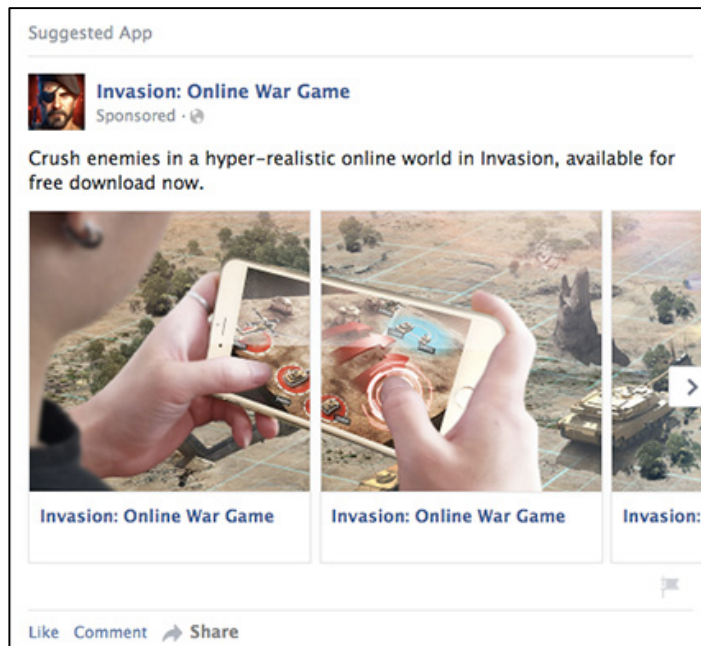 Suggested App
Invasion: Online War Game
Sponsored ·
Crush enemies in a hyper-realistic online world in Invasion, available for
free download now.
Invasion: Online War Game
Invasion: Online War Game
Invasion:
Like Comment Share